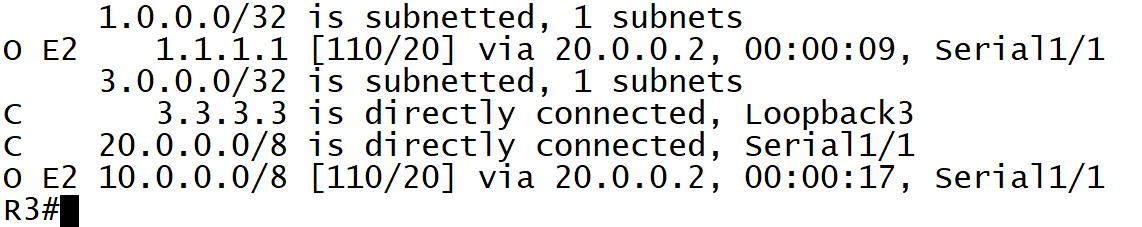 1.0.0.0/32 is subnetted, 1 subnets
O E2 1.1.1.1 [110/20] via 20.0.0.2, 00:00:09, Serial1/1
3.0.0.0/32 is subnetted, 1 subnets
C 3.3.3.3 is directly connected, Loopback3
C 20.0.0.0/8 is directly connected, Serial1/1
O E2 10.0.0.0/8 [110/20] via 20.0.0.2, 00:00:17, Serial1/1
R3#